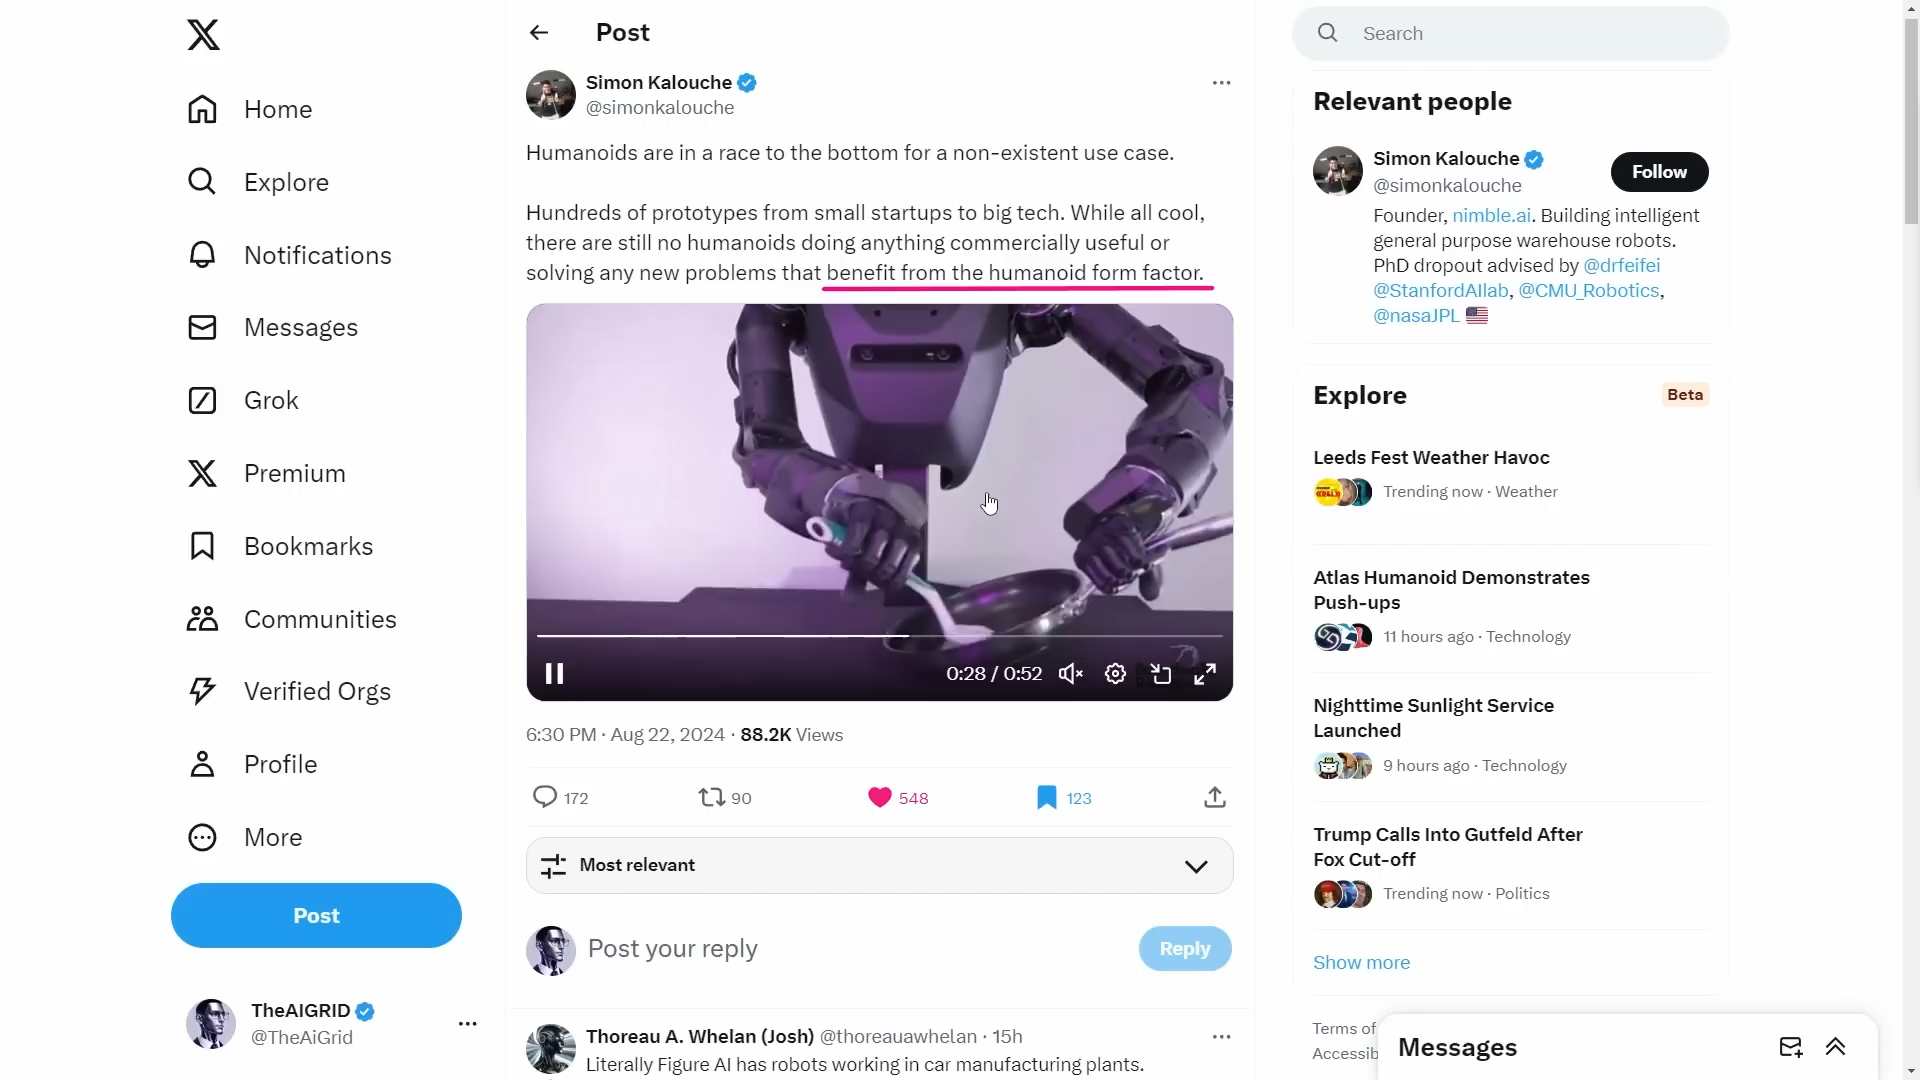 Home
Explore
Notifications
Messages
Grok
Premium
Bookmarks
Communities
Verified Orgs
Profile
More
Post
TheAIGRID
@TheAiGrid
Post
Simon Kalouche
@simonkalouche
Humanoids are in a race to the bottom for a non-existent use case.
Hundreds of prototypes from small startups to big tech. While all cool,
there are still no humanoids doing anything commercially useful or
solving any new problems that benefit from the humanoid form factor.
0:28 / 0:52
6:30 PM · Aug 22, 2024 · 88.2K Views
172
90
548
123
Most relevant
Post your reply
Reply
Thoreau A. Whelan (Josh) @thoreauawhelan · 15h
Literally Figure AI has robots working in car manufacturing plants.
Search
Relevant people
Simon Kalouche
@simonkalouche
Follow
Founder, nimble.ai. Building intelligent
general purpose warehouse robots.
PhD dropout advised by @drfeifei
@StanfordAIlab, @CMU_Robotics,
@nasaJPL
Explore
Beta
Leeds Fest Weather Havoc
Trending now · Weather
Atlas Humanoid Demonstrates
Push-ups
11 hours ago · Technology
Nighttime Sunlight Service
Launched
9 hours ago · Technology
Trump Calls Into Gutfeld After
Fox Cut-off
Trending now · Politics
Show more
Terms of
Accessib
Messages